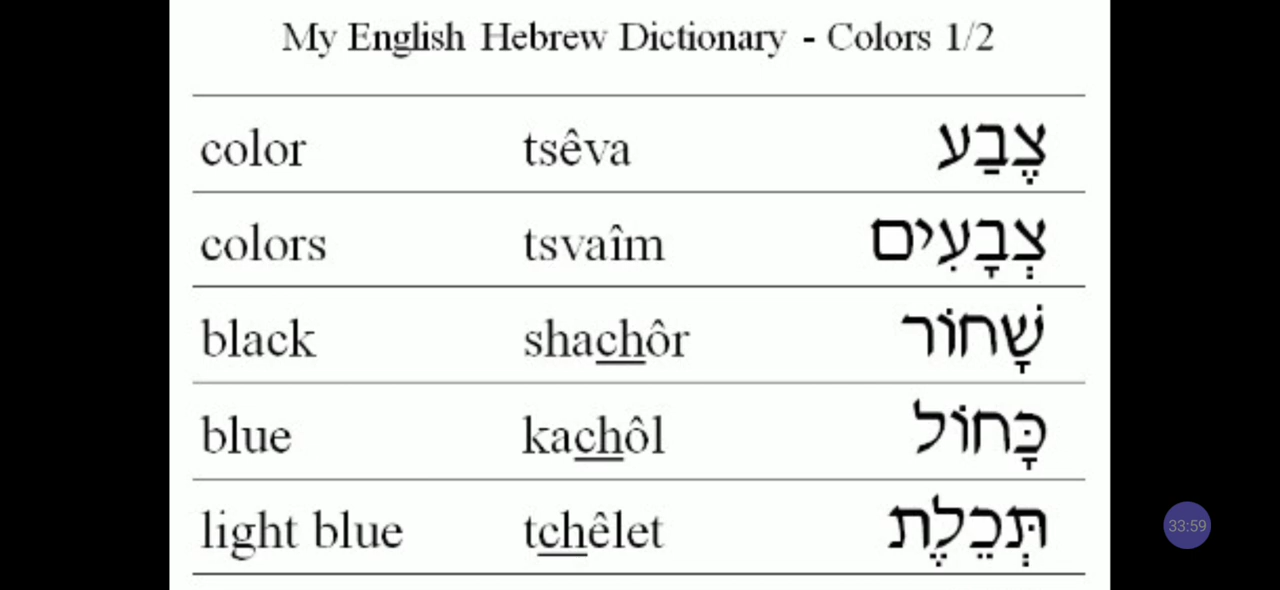 My English Hebrew Dictionary - Colors 1/2
color tsêva צֶבַע
colors tsvaîm צְבָעִים
black shachôr שָׁחוֹר
blue kachôl כָּחוֹל
light blue tchêlet תְּכֵלֶת
33:59